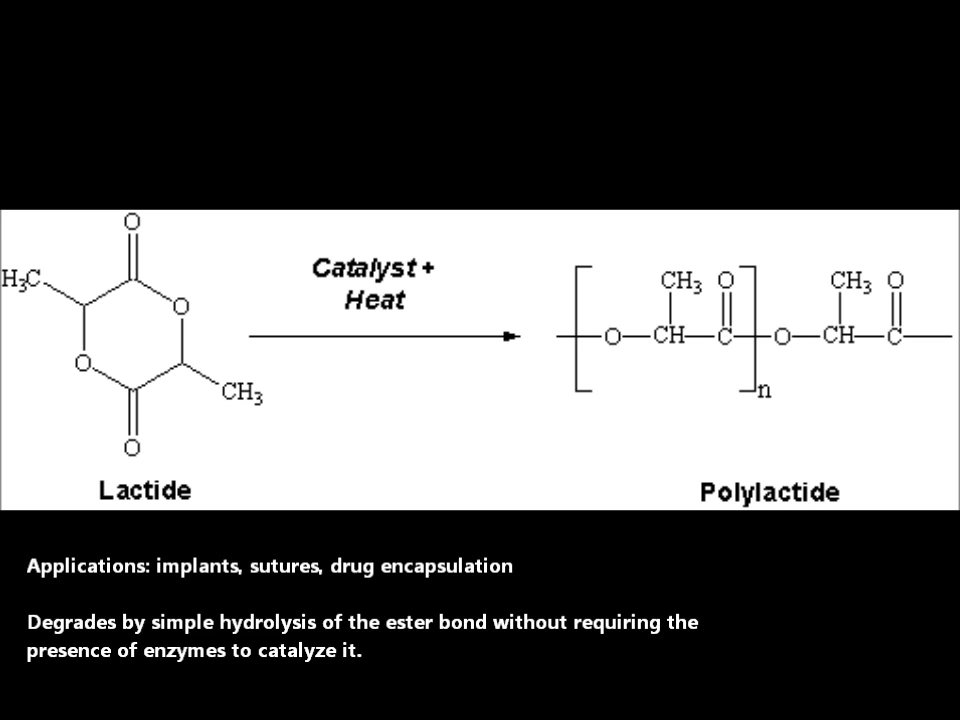 O
H₃C
O
O
CH₃
O
Lactide
Catalyst +
Heat
CH₃ O CH₃ O
O CH C O CH C
n
Polylactide
Applications: implants, sutures, drug encapsulation
Degrades by simple hydrolysis of the ester bond without requiring the
presence of enzymes to catalyze it.